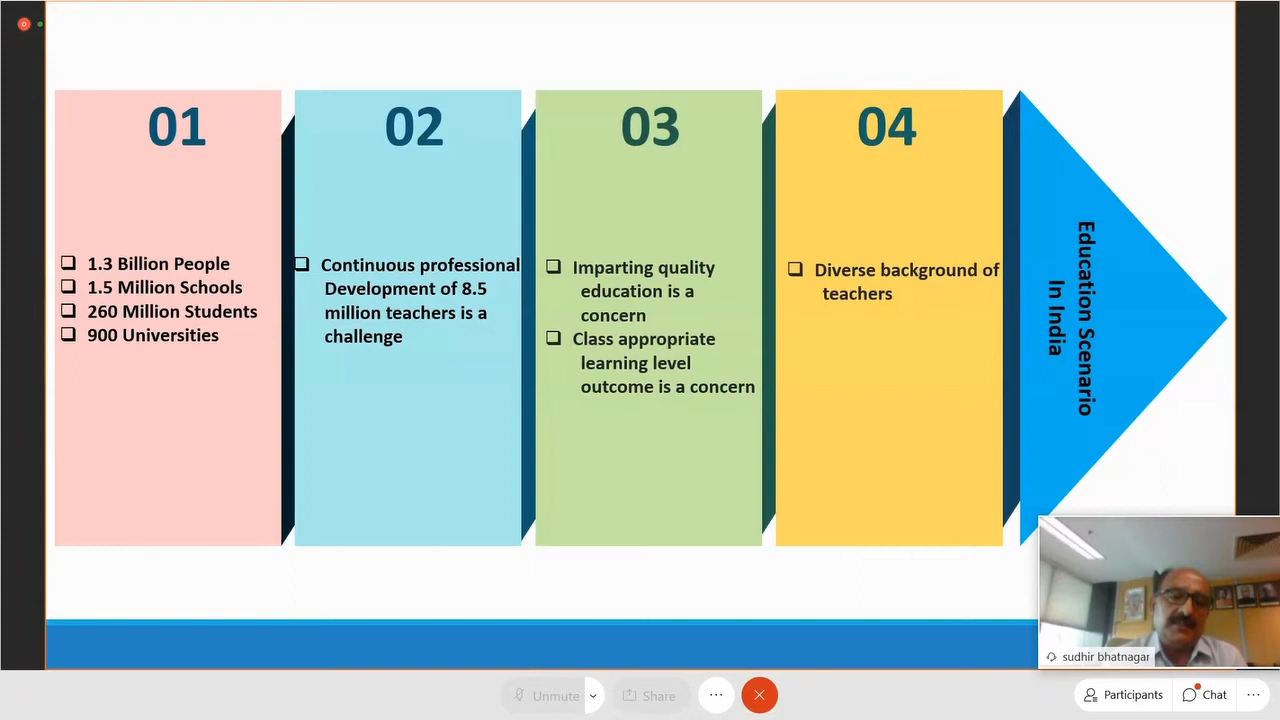 01
❑ 1.3 Billion People
❑ 1.5 Million Schools
❑ 260 Million Students
❑ 900 Universities
02
❑ Continuous professional
Development of 8.5
million teachers is a
challenge
03
❑ Imparting quality
education is a
concern
❑ Class appropriate
learning level
outcome is a concern
04
❑ Diverse background of
teachers
Education Scenario
In India
sudhir bhatnagar
Unmute
Share
Participants
Chat